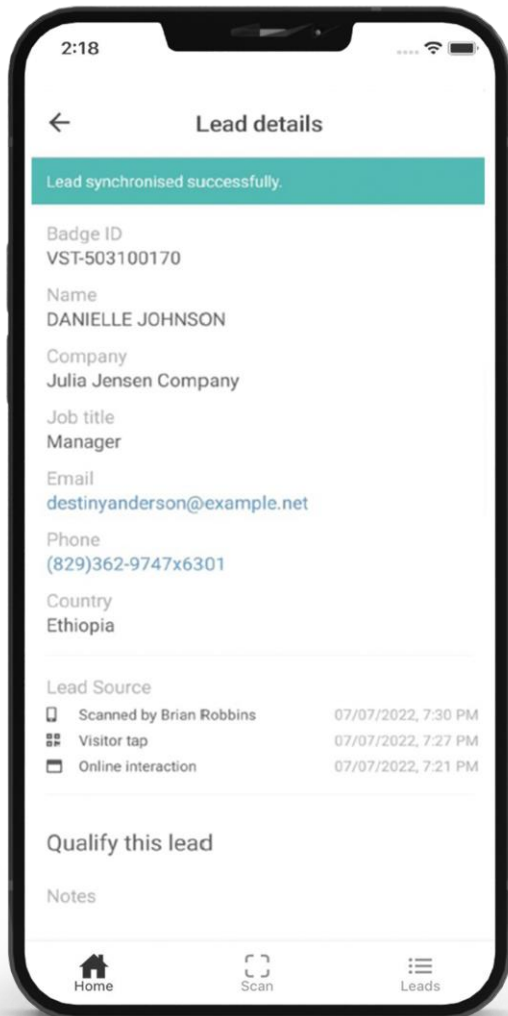 2:18
Lead details
Lead synchronised successfully.
Badge ID
VST-503100170
Name
DANIELLE JOHNSON
Company
Julia Jensen Company
Job title
Manager
Email
destinyanderson@example.net
Phone
(829)362-9747x6301
Country
Ethiopia
Lead Source
Scanned by Brian Robbins 07/07/2022, 7:30 PM
Visitor tap 07/07/2022, 7:27 PM
Online interaction 07/07/2022, 7:21 PM
Qualify this lead
Notes
Home Scan Leads